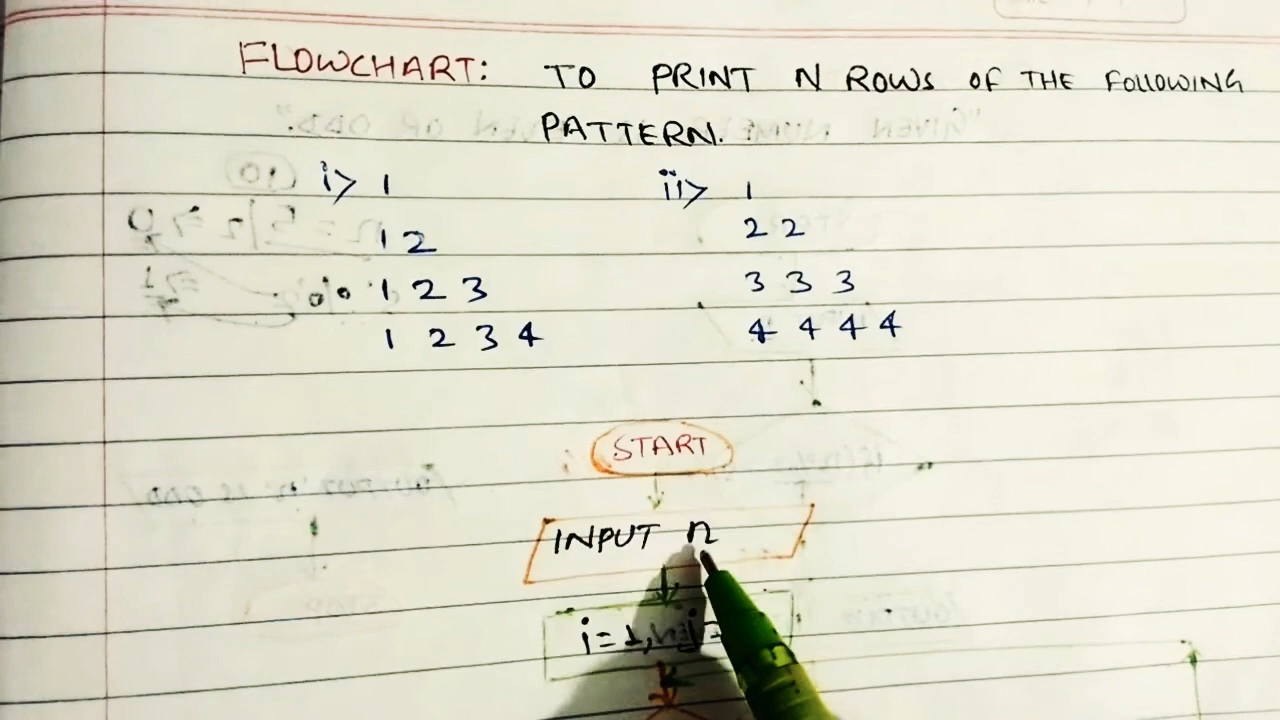 FLOWCHART: TO PRINT N ROWS OF THE FOLLOWING
PATTERN.
i> 1
1 2
1 2 3
1 2 3 4
ii> 1
2 2
3 3 3
4 4 4 4
START
INPUT n
i = 1, j